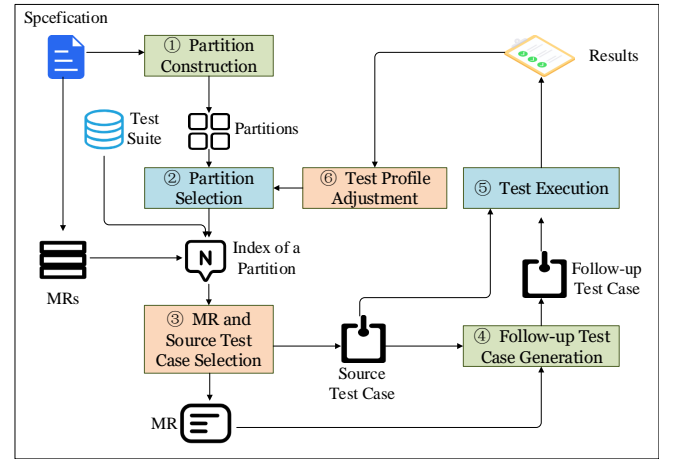 Spcefication
① Partition
Construction
Results
Test
Suite
Partitions
② Partition
Selection
⑥ Test Profile
Adjustment
⑤ Test Execution
N
Index of a
Partition
MRs
Follow-up
Test Case
③ MR and
Source Test
Case Selection
④ Follow-up Test
Case Generation
Source
Test Case
MR